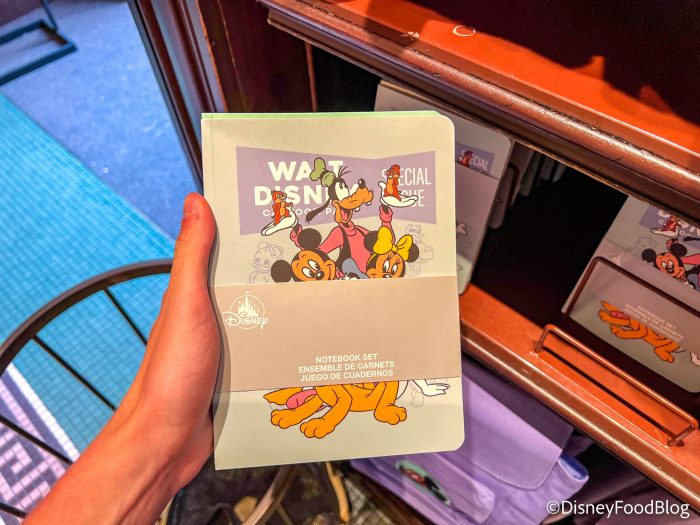 WALT
DISNEY
SPECIAL
Disney
NOTEBOOK SET
ENSEMBLE DE CARNETS
JUEGO DE CUADERNOS
SPECIAL
©DisneyFoodBlog